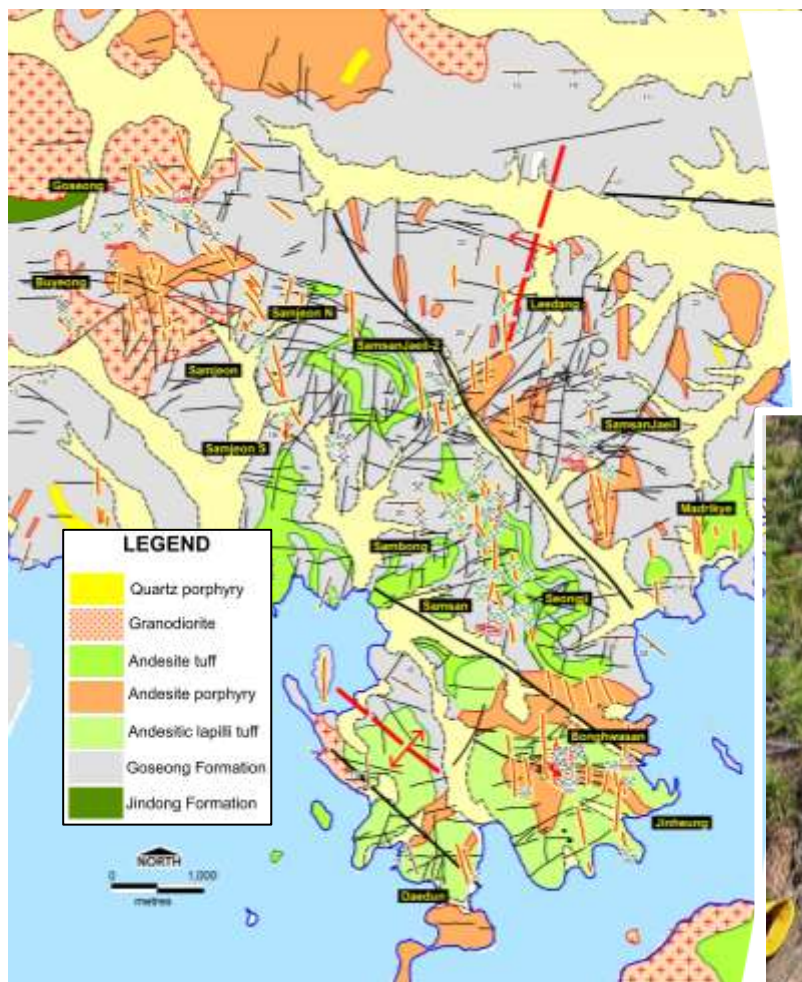 Goseong
Buyeong
Samjeon N
Leedang
SamsanJaeil-2
Samjeon
SamsanJaeil
Samjeon S
Madrikye
Sambong
Samsan
Seongji
Bonghwasan
Jinheung
Daedun
LEGEND
Quartz porphyry
Granodiorite
Andesite tuff
Andesite porphyry
Andesitic lapilli tuff
Goseong Formation
Jindong Formation
NORTH
0 1,000
metres